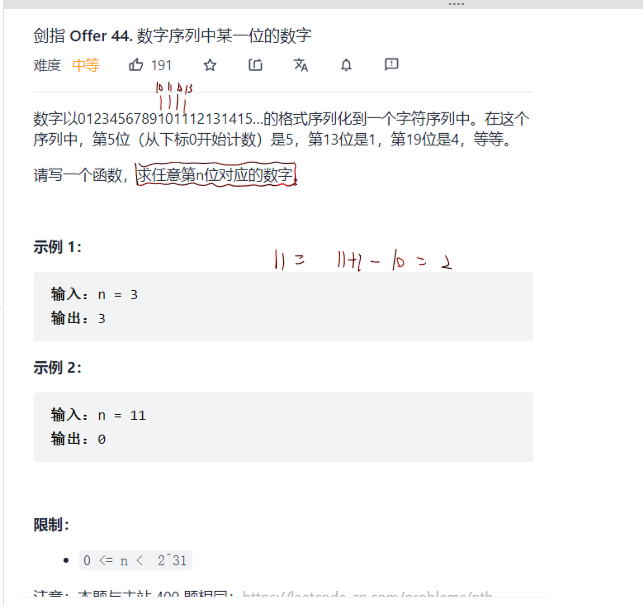 剑指 Offer 44. 数字序列中某一位的数字
难度 中等 191
10 11 12 13
数字以0123456789101112131415…的格式序列化到一个字符序列中。在这个
序列中，第5位（从下标0开始计数）是5，第13位是1，第19位是4，等等。
请写一个函数，求任意第n位对应的数字。
示例 1：
11 = 11+1 - 10 = 2
输入：n = 3
输出：3
示例 2：
输入：n = 11
输出：0
限制：
• 0 <= n < 2^31
注意：本题与主站 400 题相同：https://leetcode-cn.com/problems/nth-